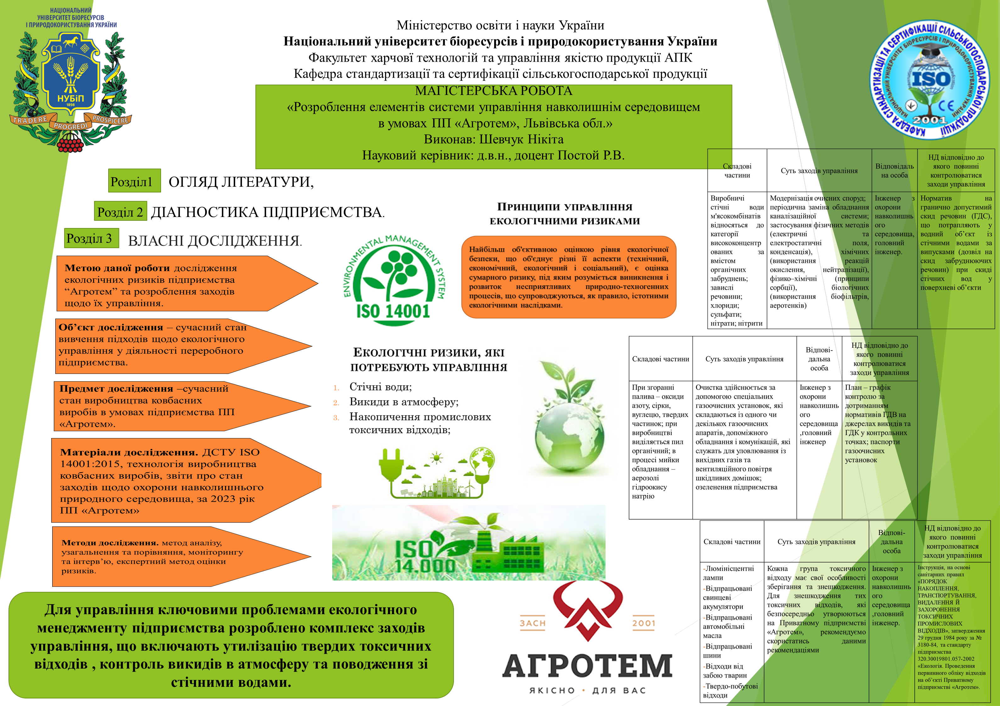 НАЦІОНАЛЬНИЙ
УНІВЕРСИТЕТ БІОРЕСУРСІВ
І ПРИРОДОКОРИСТУВАННЯ УКРАЇНИ
НУБіП
1898
TRADERE
PROGREDI
PROSPICERE
Міністерство освіти і науки України
Національний університет біоресурсів і природокористування України
Факультет харчової технологій та управління якістю продукції АПК
Кафедра стандартизації та сертифікації сільськогосподарської продукції
МАГІСТЕРСЬКА РОБОТА
«Розроблення елементів системи управління навколишнім середовищем
в умовах ПП «Агротем», Львівська обл.»
Виконав: Шевчук Нікіта
Науковий керівник: д.в.н., доцент Постой Р.В.
КАФЕДРА СТАНДАРТИЗАЦІЇ ТА СЕРТИФІКАЦІЇ СІЛЬСЬКОГОСПОДАРСЬКОЇ ПРОДУКЦІЇ
НАЦІОНАЛЬНИЙ УНІВЕРСИТЕТ БІОРЕСУРСІВ І ПРИРОДОКОРИСТУВАННЯ УКРАЇНИ
ISO
CE
2001
Розділ1
ОГЛЯД ЛІТЕРАТУРИ,
Розділ 2
ДІАГНОСТИКА ПІДПРИЄМСТВА.
Розділ 3
ВЛАСНІ ДОСЛІДЖЕННЯ.
Метою даної роботи дослідження
екологічних ризиків підприємства
“Агротем” та розроблення заходів
щодо їх управління.
Об’єкт дослідження – сучасний стан
вивчення підходів щодо екологічного
управління у діяльності переробного
підприємства.
Предмет дослідження –сучасний
стан виробництва ковбасних
виробів в умовах підприємства ПП
«Агротем».
Матеріали дослідження. ДСТУ ISO
14001:2015, технологія виробництва
ковбасних виробів, звіти про стан
заходів щодо охорони навколишнього
природного середовища, за 2023 рік
ПП «Агротем»
Методи дослідження. метод аналізу,
узагальнення та порівняння, моніторингу
та інтерв’ю, експертний метод оцінки
ризиків.
Для управління ключовими проблемами екологічного
менеджменту підприємства розроблено комплекс заходів
управління, що включають утилізацію твердих токсичних
відходів , контроль викидів в атмосферу та поводження зі
стічними водами.
ENVIRONMENTAL MANAGEMENT SYSTEM
ISO 14001
ПРИНЦИПИ УПРАВЛІННЯ
ЕКОЛОГІЧНИМИ РИЗИКАМИ
Найбільш об'єктивною оцінкою рівня екологічної
безпеки, що об'єднує різні її аспекти (технічний,
економічний, екологічний і соціальний), є оцінка
сумарного ризику, під яким розуміється виникнення і
розвиток несприятливих природно-техногенних
процесів, що супроводжуються, як правило, істотними
екологічними наслідками.
ЕКОЛОГІЧНІ РИЗИКИ, ЯКІ
ПОТРЕБУЮТЬ УПРАВЛІННЯ
1. Стічні води;
2. Викиди в атмосферу;
3. Накопичення промислових
токсичних відходів;
ISO
14.000
ЗАСН 2001
АГРОТЕМ
ЯКІСНО • ДЛЯ ВАС
Складові
частини
Суть заходів управління
Відповідаль
на особа
НД відповідно до
якого повинні
контролюватися
заходи управління
Виробничі
стічні води
м'ясокомбінатів
відносяться до
категорії
висококонцентр
ованих за
вмістом
органічних
забруднень;
завислі
речовини;
хлориди;
сульфати;
нітрати; нітрити
Модернізація очисних споруд;
періодична заміна обладнання
каналізаційної системи;
застосування фізичних методів
(електричні та
електростатичні поля,
конденсація), хімічних
(використання реакцій
окислення, нейтралізації),
фізико–хімічні (принципи
сорбції), біологічних
(використання біофільтрів,
аеротенків)
Інженер з
охорони
навколишнь
ого
середовища,
головний
інженер.
Норматив на
гранично допустимий
скид речовин (ГДС),
що потрапляють у
водний об’єкт із
стічними водами за
випусками (дозвіл на
скид забруднюючих
речовин) при скиді
стічних вод у
поверхневі об’єкти
Складові частини
Суть заходів управління
Відпові-
дальна
особа
НД відповідно до
якого повинні
контролюватися
заходи управління
При згоранні
палива – оксиди
азоту, сірки,
вуглецю, твердих
частинок; при
виробництві
виділяється пил
органічний; в
процесі мийки
обладнання –
аерозолі
гідроокису
натрію
Очистка здійснюється за
допомогою спеціальних
газоочисних установок, які
складаються із одного чи
декількох газоочисних
апаратів, допоміжного
обладнання і комунікацій, які
служать для уловлювання із
вихідних газів та
вентиляційного повітря
шкідливих домішок;
озеленення підприємства
Інженер з
охорони
навколишнь
ого
середовища
,головний
інженер
План – графік
контролю за
дотриманням
нормативів ГДВ на
джерелах викидів та
ГДК у контрольних
точках; паспорти
газоочисних
установок
Складові частини
Суть заходів управління
Відпові-
дальна
особа
НД відповідно до
якого повинні
контролюватися
заходи управління
-Люмінісцентні
лампи
-Відпрацьовані
свинцеві
акумулятори
-Відпрацьовані
автомобільні
масла
-Відпрацьовані
шини
-Відходи від
забою тварин
-Твердо-побутові
відходи
Кожна група токсичного
відходу має свої особливості
зберігання та знешкодження.
Для знешкодження тих
токсичних відходів, які
безпосередньо утворюються
на Приватному підприємстві
«Агротем», рекомендуємо
скористатись даними
рекомендаціями
Інженер з
охорони
навколишнь
ого
середовища
,головний
інженер.
Інструкція, на основі
санітарних правил
«ПОРЯДОК
НАКОПЛЕННЯ,
ТРАНСПОРТУВАННЯ,
ВИДАЛЕННЯ Й
ЗАХОРОНЕННЯ
ТОКСИЧНИХ
ПРОМИСЛОВИХ
ВІДХОДІВ», затвердження
29 грудня 1984 року за №
3180-84, та стандарту
підприємства
320.30019801.057-2002
«Екологія. Проведення
первинного обліку відходів
на об’єкті Приватному
підприємстві «Агротем».